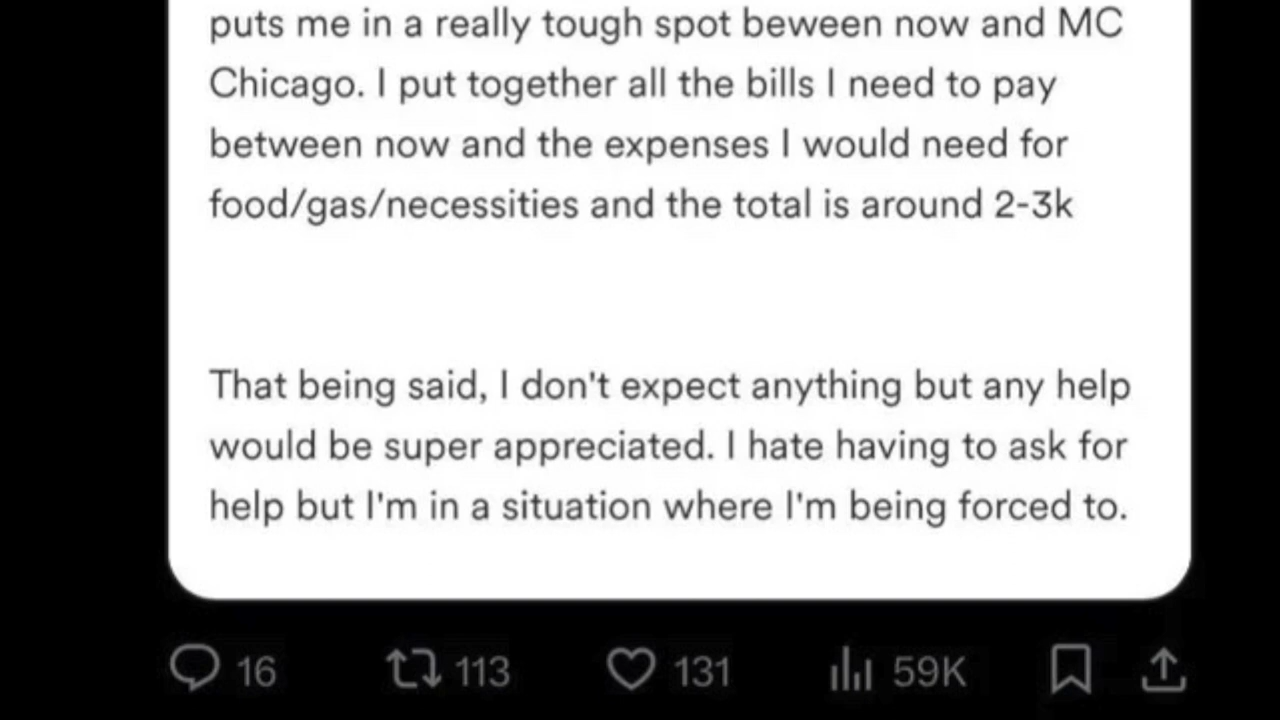 puts me in a really tough spot beween now and MC
Chicago. I put together all the bills I need to pay
between now and the expenses I would need for
food/gas/necessities and the total is around 2-3k
That being said, I don't expect anything but any help
would be super appreciated. I hate having to ask for
help but I'm in a situation where I'm being forced to.
16 113 131 59K